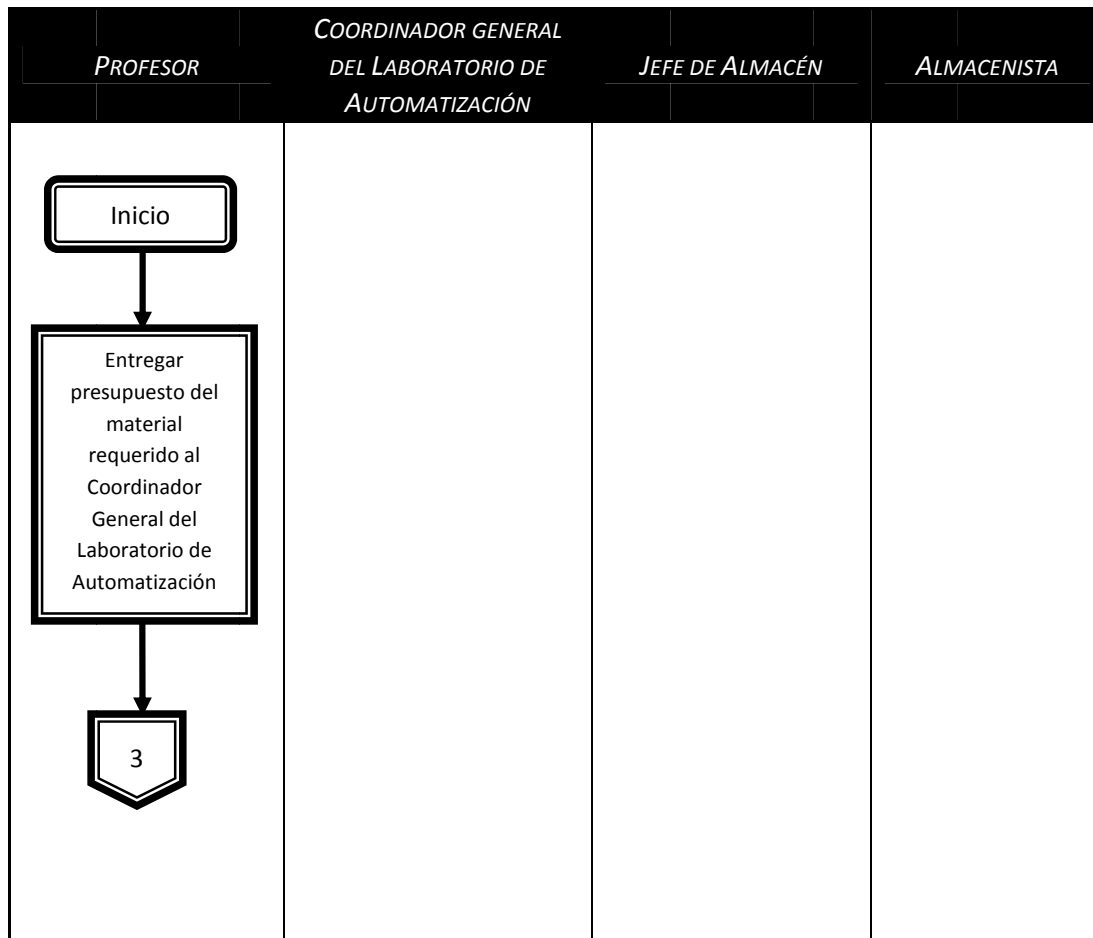 PROFESOR
COORDINADOR GENERAL
DEL LABORATORIO DE
AUTOMATIZACIÓN
JEFE DE ALMACÉN
ALMACENISTA
Inicio
Entregar
presupuesto del
material
requerido al
Coordinador
General del
Laboratorio de
Automatización
3